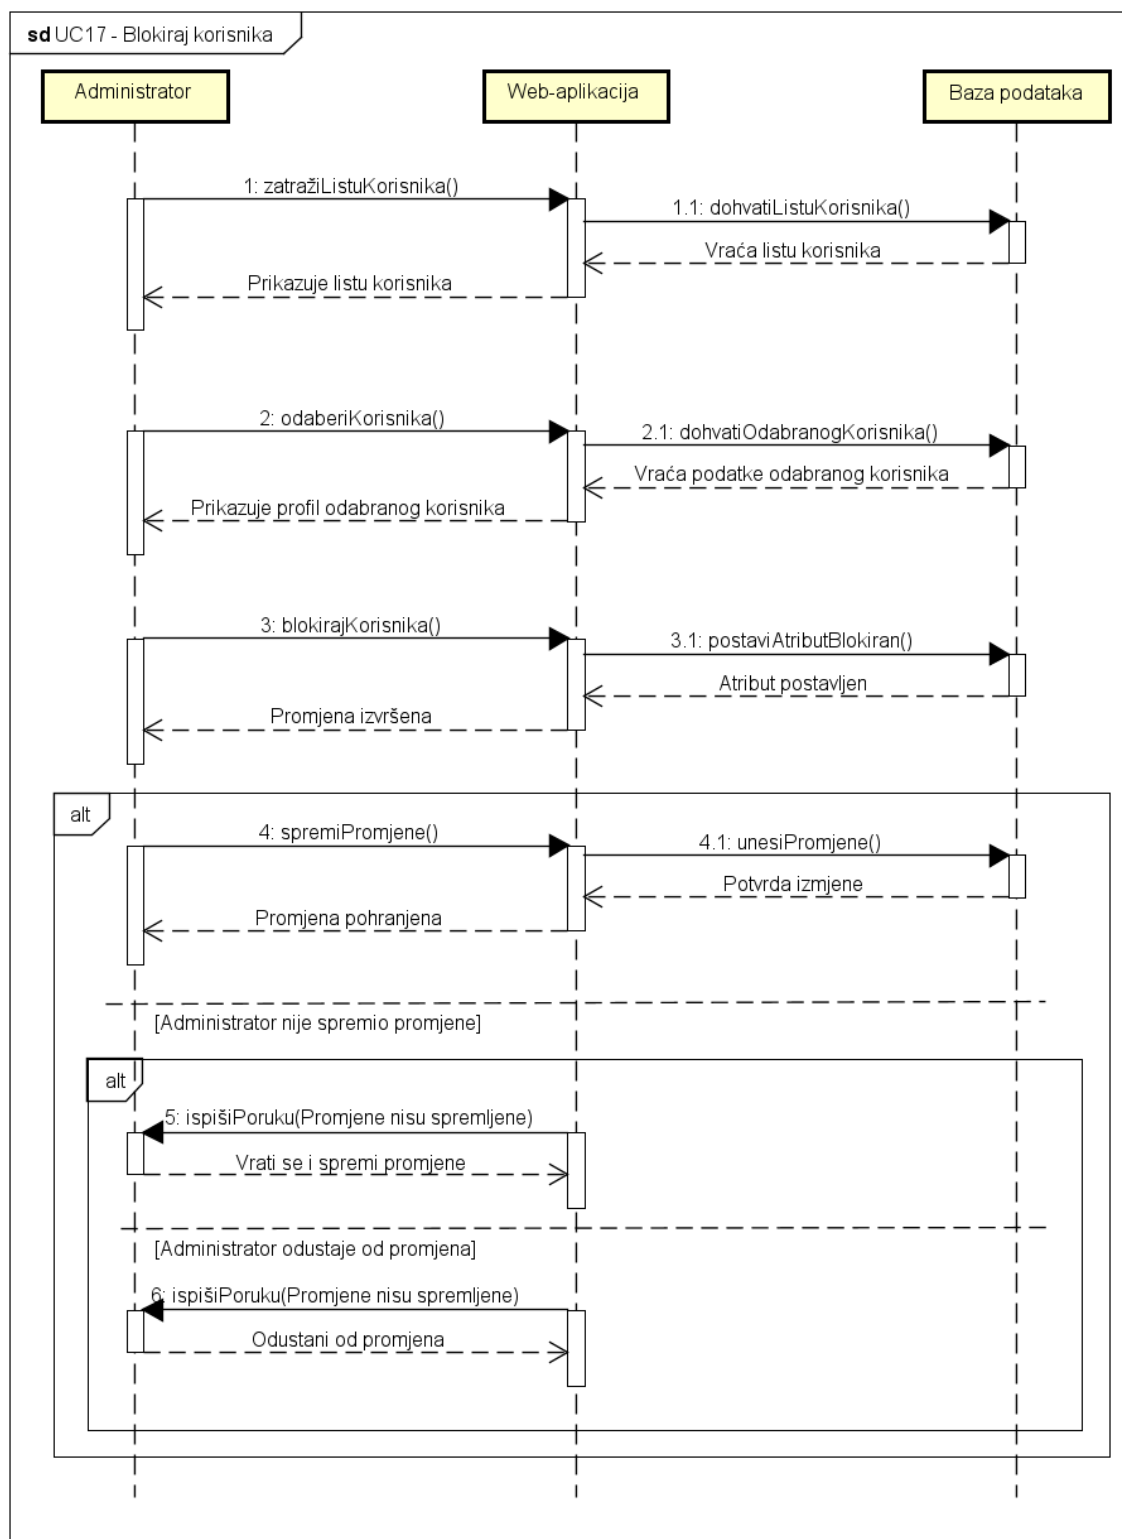 sd UC17 - Blokiraj korisnika
Administrator
Web-aplikacija
Baza podataka
1: zatražiListuKorisnika()
1.1: dohvatiListuKorisnika()
Vraća listu korisnika
Prikazuje listu korisnika
2: odaberiKorisnika()
2.1: dohvatiOdabranogKorisnika()
Vraća podatke odabranog korisnika
Prikazuje profil odabranog korisnika
3: blokirajKorisnika()
3.1: postaviAtributBlokiran()
Atribut postavljen
Promjena izvršena
alt
4: spremiPromjene()
4.1: unesiPromjene()
Potvrda izmjene
Promjena pohranjena
[Administrator nije spremio promjene]
alt
5: ispišiPoruku(Promjene nisu spremljene)
Vrati se i spremi promjene
[Administrator odustaje od promjena]
6: ispišiPoruku(Promjene nisu spremljene)
Odustani od promjena